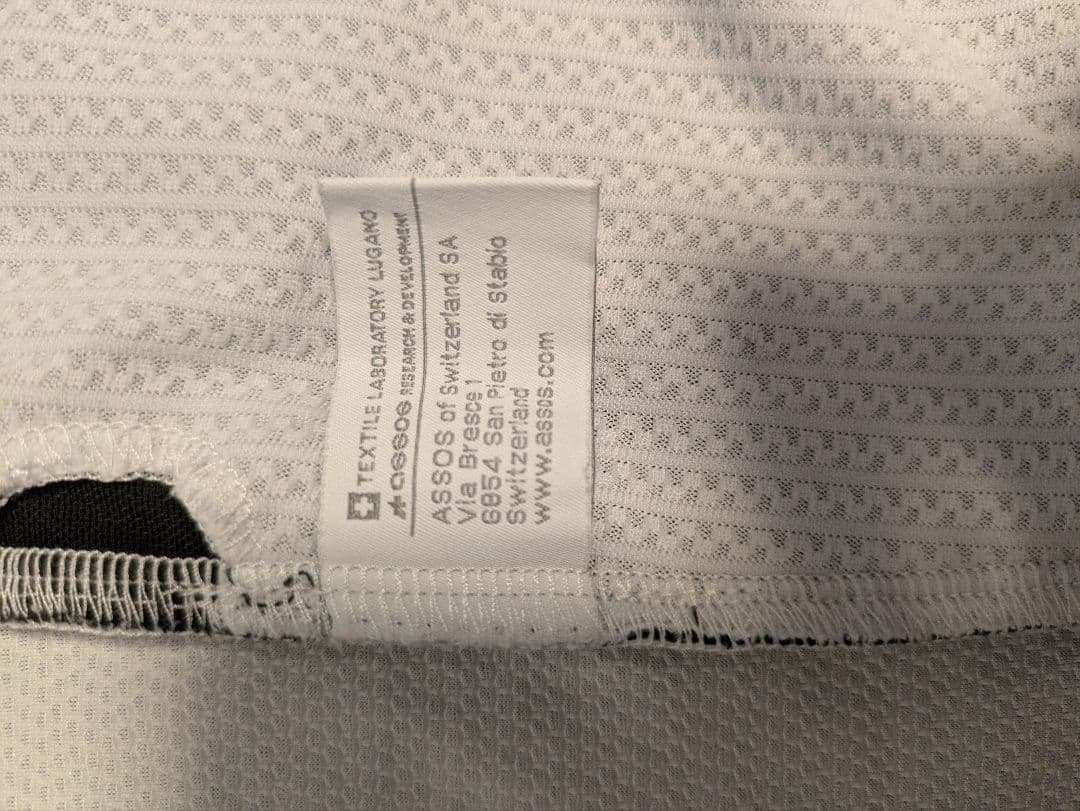 TEXTILE LABORATORY LUGANO
assos RESEARCH & DEVELOPMENT
ASSOS of Switzerland SA
Via Bresce 1
6854 San Pietro di Stabio
Switzerland
www.assos.com